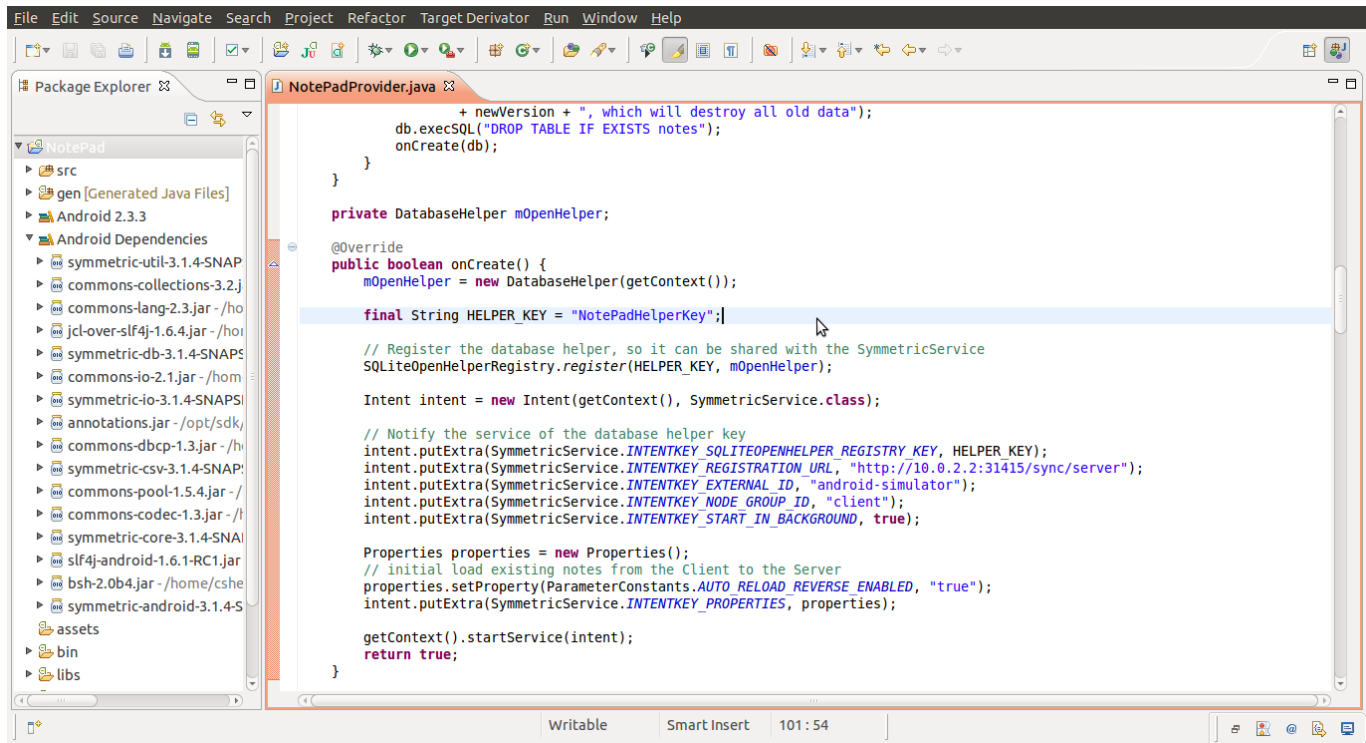 File Edit Source Navigate Search Project Refactor Target Derivator Run Window Help
Package Explorer
NotePad
src
gen [Generated Java Files]
Android 2.3.3
Android Dependencies
symmetric-util-3.1.4-SNAP
commons-collections-3.2.j
commons-lang-2.3.jar - /ho
jcl-over-slf4j-1.6.4.jar - /hor
symmetric-db-3.1.4-SNAPS
commons-io-2.1.jar - /hom
symmetric-io-3.1.4-SNAPS
annotations.jar - /opt/sdk/
commons-dbcp-1.3.jar - /h
symmetric-csv-3.1.4-SNAP
commons-pool-1.5.4.jar - /
commons-codec-1.3.jar - /h
symmetric-core-3.1.4-SNA
slf4j-android-1.6.1-RC1.jar
bsh-2.0b4.jar - /home/cshe
symmetric-android-3.1.4-S
assets
bin
libs
NotePadProvider.java
+ newVersion + ", which will destroy all old data");
db.execSQL("DROP TABLE IF EXISTS notes");
onCreate(db);
}
}
private DatabaseHelper mOpenHelper;
@Override
public boolean onCreate() {
mOpenHelper = new DatabaseHelper(getContext());
final String HELPER_KEY = "NotePadHelperKey";
// Register the database helper, so it can be shared with the SymmetricService
SQLiteOpenHelperRegistry.register(HELPER_KEY, mOpenHelper);
Intent intent = new Intent(getContext(), SymmetricService.class);
// Notify the service of the database helper key
intent.putExtra(SymmetricService.INTENTKEY_SQLITEOPENHELPER_REGISTRY_KEY, HELPER_KEY);
intent.putExtra(SymmetricService.INTENTKEY_REGISTRATION_URL, "http://10.0.2.2:31415/sync/server");
intent.putExtra(SymmetricService.INTENTKEY_EXTERNAL_ID, "android-simulator");
intent.putExtra(SymmetricService.INTENTKEY_NODE_GROUP_ID, "client");
intent.putExtra(SymmetricService.INTENTKEY_START_IN_BACKGROUND, true);
Properties properties = new Properties();
// initial load existing notes from the Client to the Server
properties.setProperty(ParameterConstants.AUTO_RELOAD_REVERSE_ENABLED, "true");
intent.putExtra(SymmetricService.INTENTKEY_PROPERTIES, properties);
getContext().startService(intent);
return true;
}
Writable Smart Insert 101 : 54